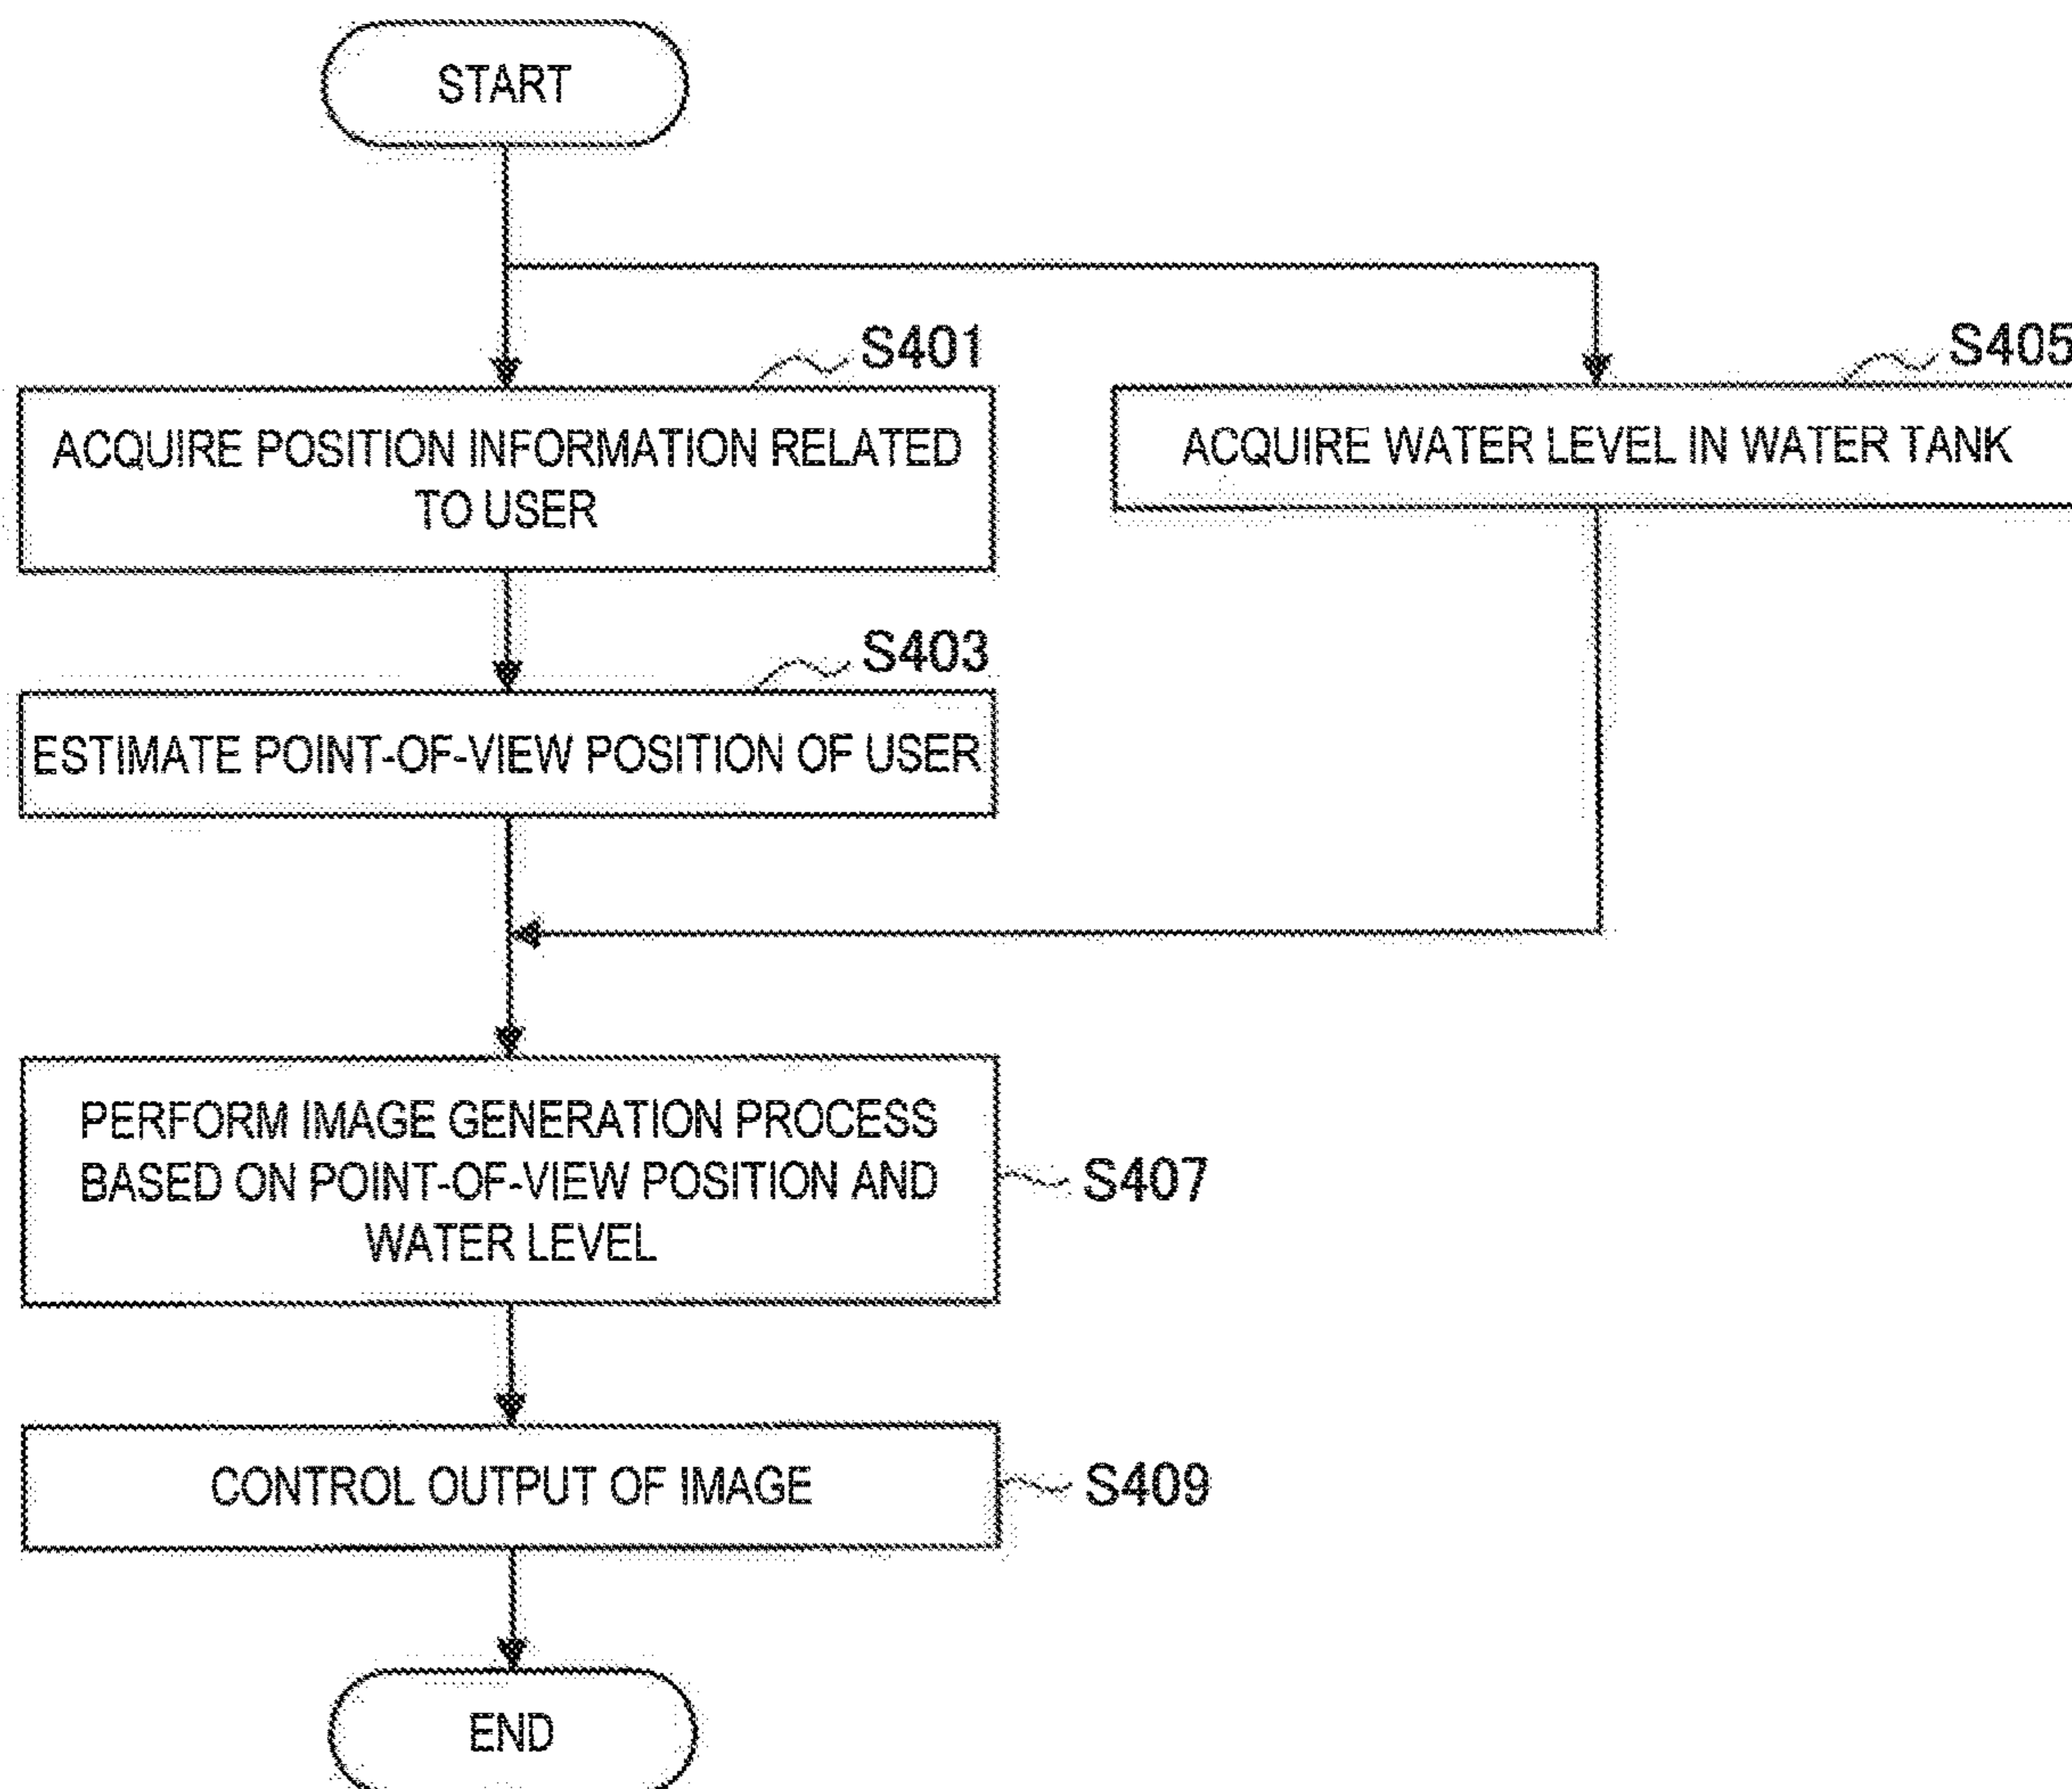 START
S401
ACQUIRE POSITION INFORMATION RELATED
TO USER
S405
ACQUIRE WATER LEVEL IN WATER TANK
S403
ESTIMATE POINT-OF-VIEW POSITION OF USER
PERFORM IMAGE GENERATION PROCESS
BASED ON POINT-OF-VIEW POSITION AND
WATER LEVEL
S407
CONTROL OUTPUT OF IMAGE
S409
END